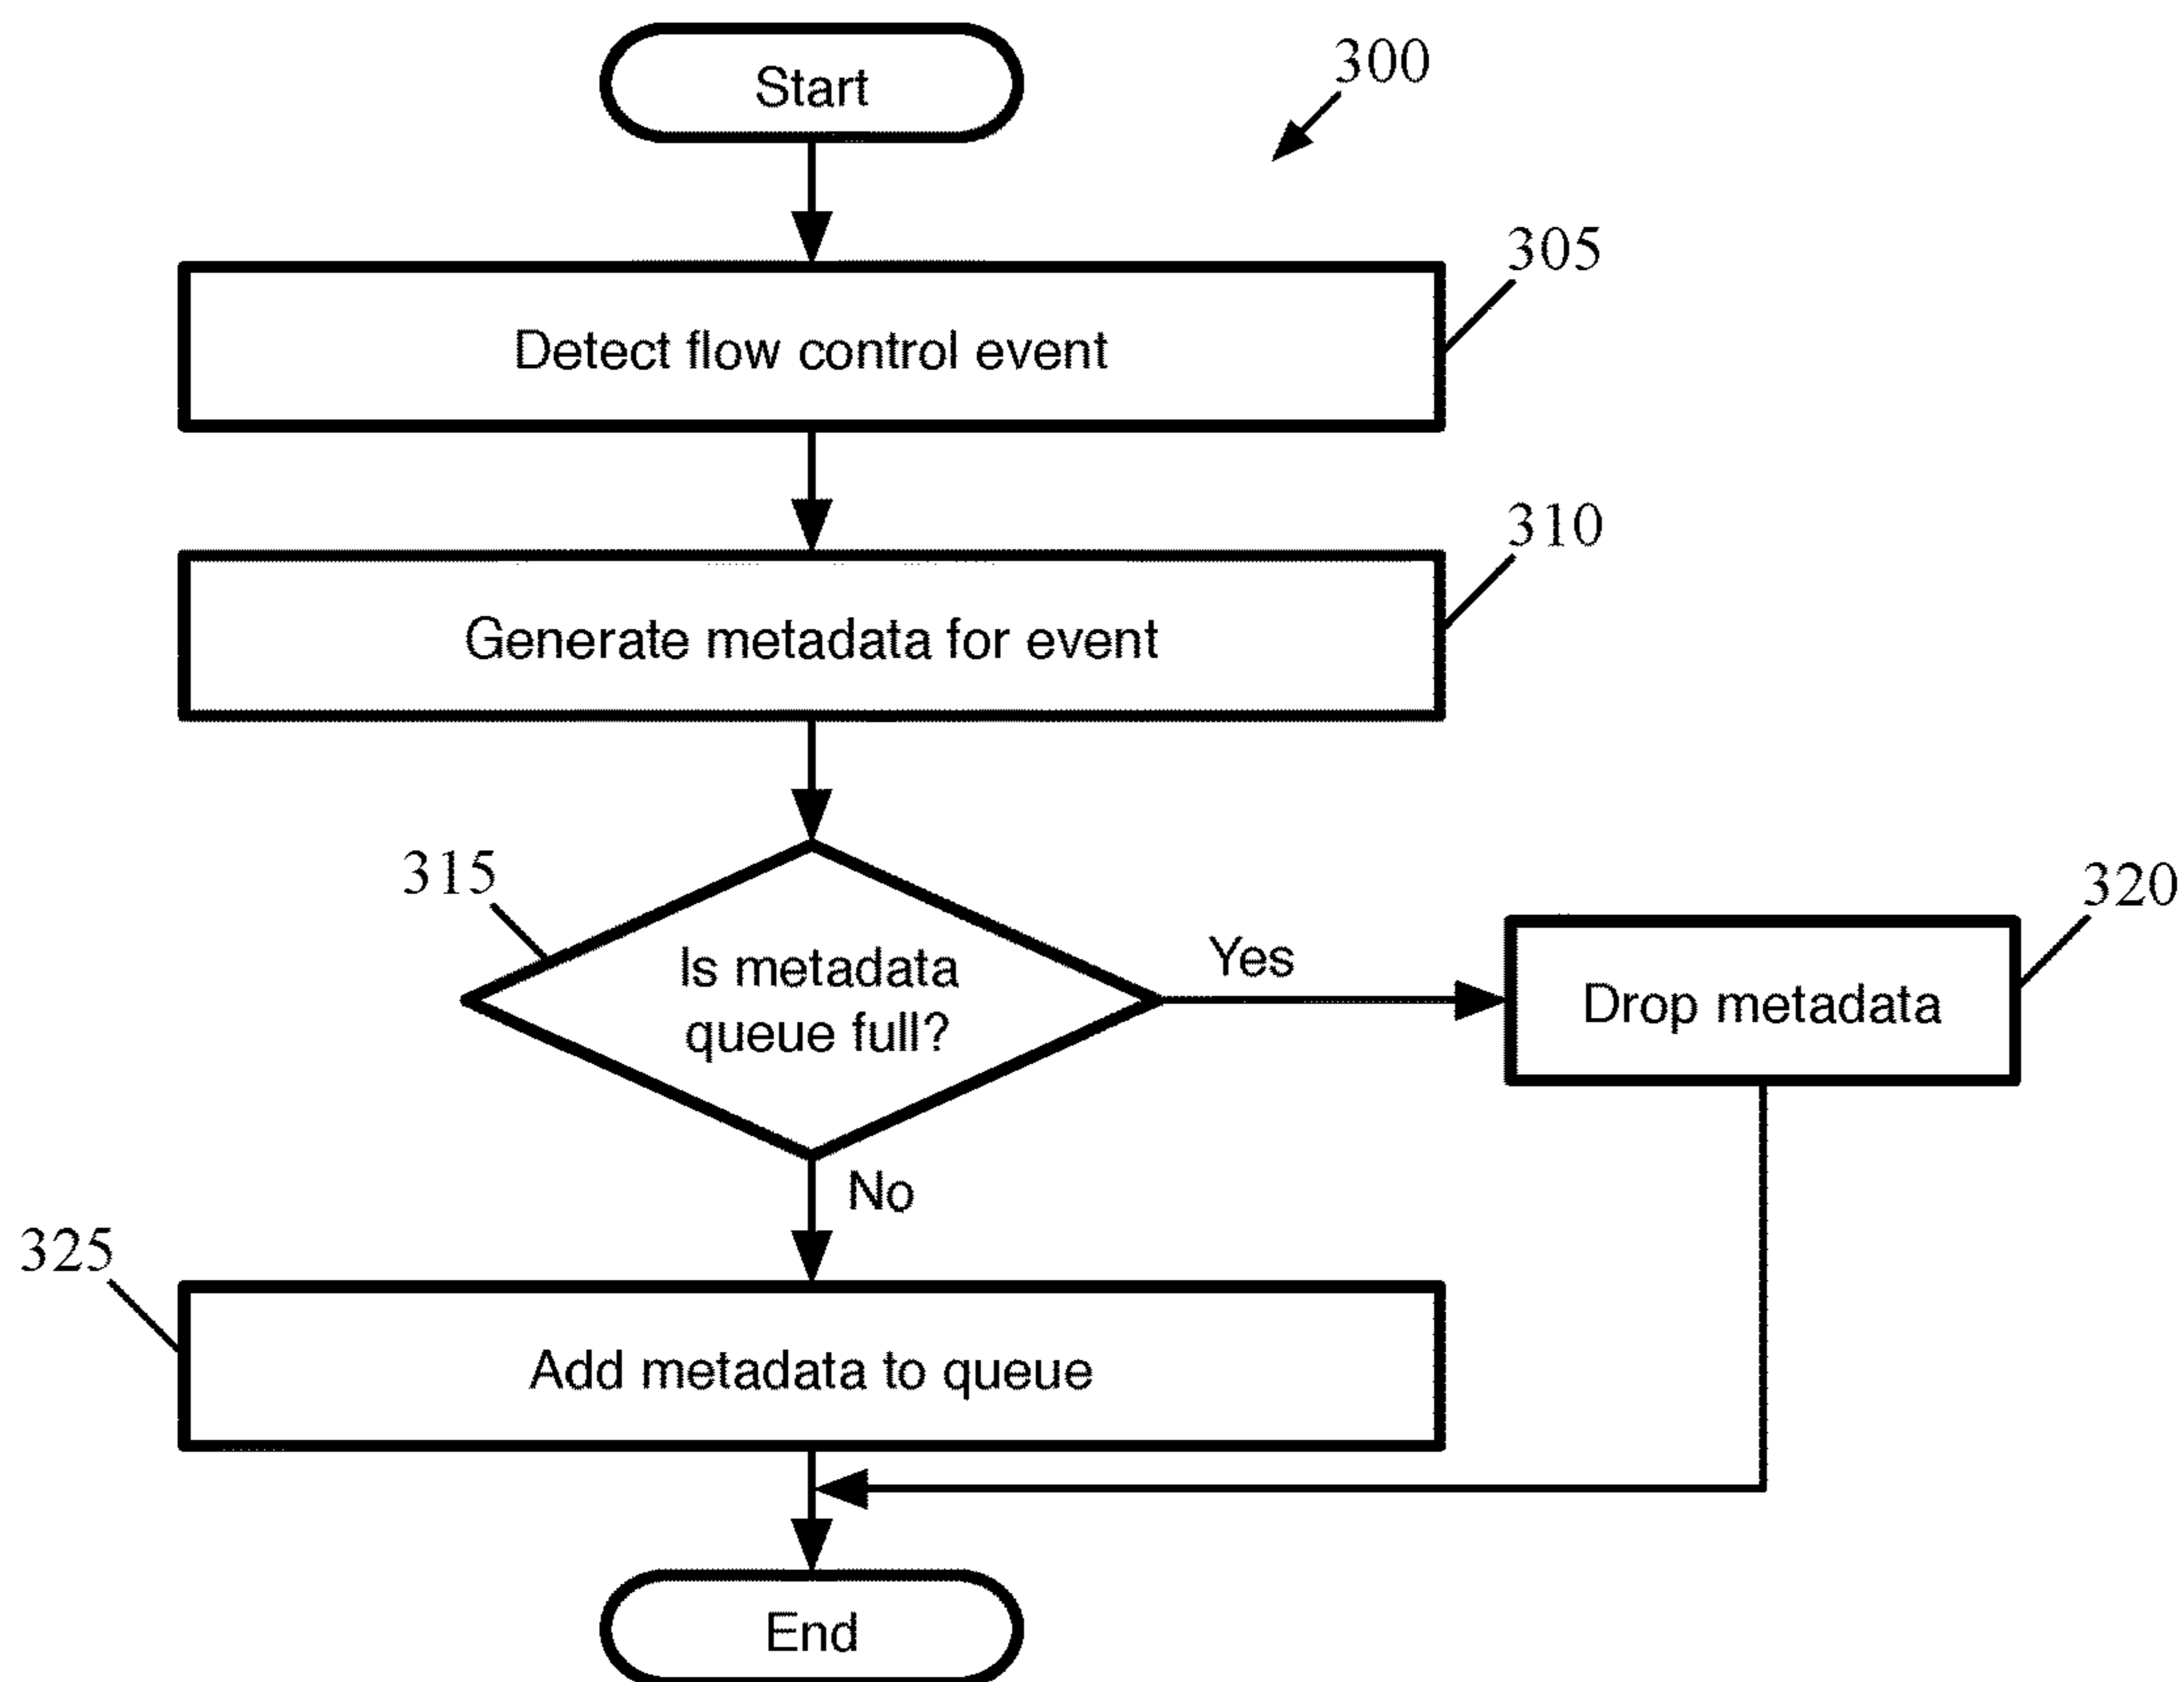 Start
300
305
Detect flow control event
310
Generate metadata for event
315
Is metadata
queue full?
Yes
320
Drop metadata
No
325
Add metadata to queue
End